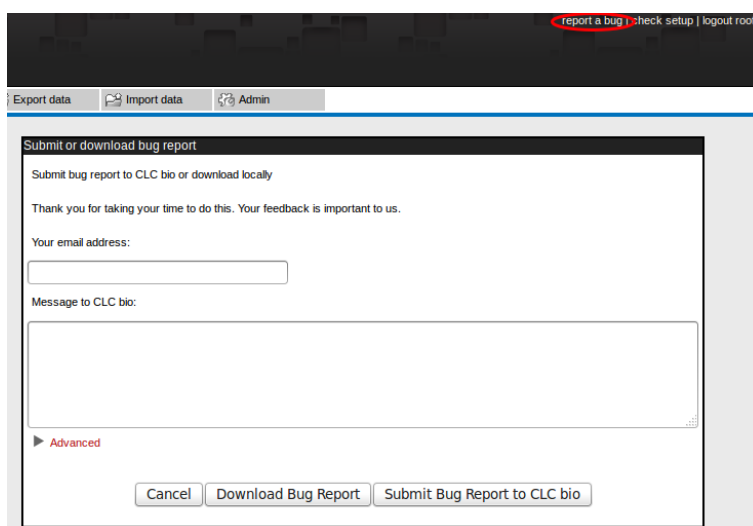 report a bug | check setup | logout root
Export data Import data Admin
Submit or download bug report
Submit bug report to CLC bio or download locally
Thank you for taking your time to do this. Your feedback is important to us.
Your email address:
Message to CLC bio:
Advanced
Cancel Download Bug Report Submit Bug Report to CLC bio